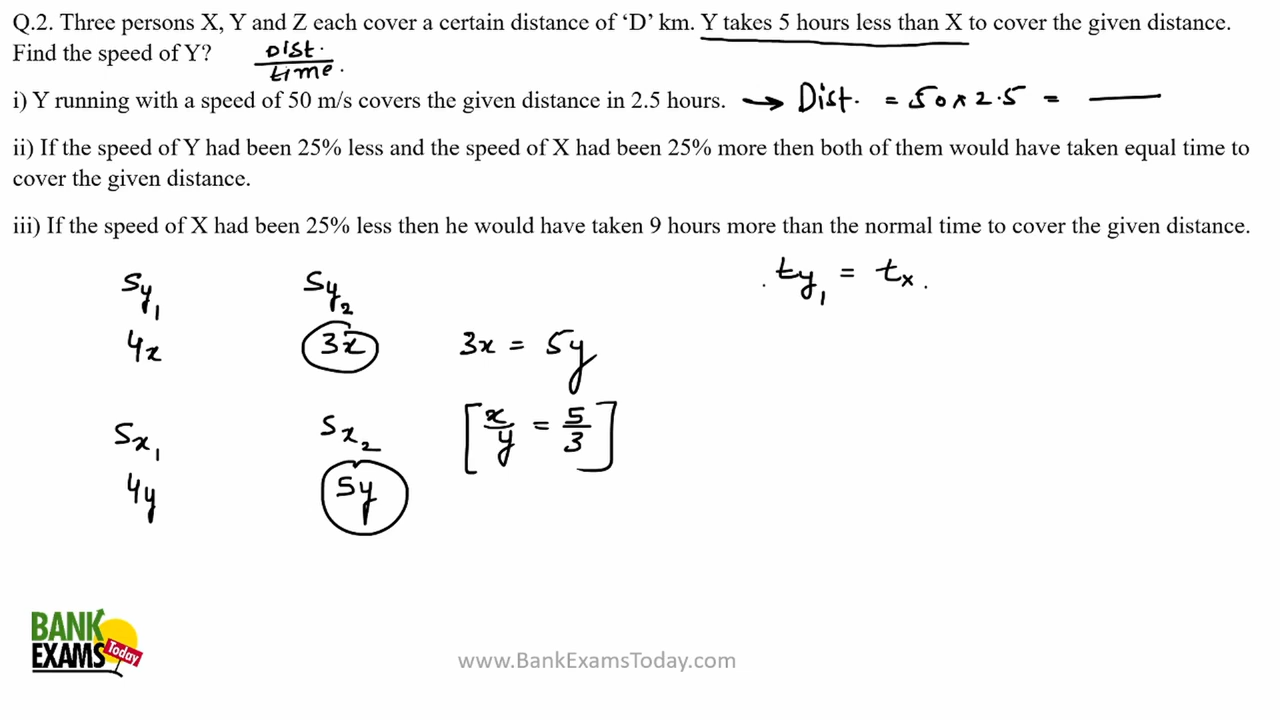 Q.2. Three persons X, Y and Z each cover a certain distance of ‘D’ km. Y takes 5 hours less than X to cover the given distance.
Find the speed of Y? Dist. / time.
i) Y running with a speed of 50 m/s covers the given distance in 2.5 hours. → Dist. = 50 x 2.5 = —
ii) If the speed of Y had been 25% less and the speed of X had been 25% more then both of them would have taken equal time to
cover the given distance.
iii) If the speed of X had been 25% less then he would have taken 9 hours more than the normal time to cover the given distance.
Sy₁ Sy₂ ty₁ = tx.
4x 3x 3x = 5y
Sx₁ Sx₂ [x/y = 5/3]
4y 5y
BANK
EXAMS Today
www.BankExamsToday.com